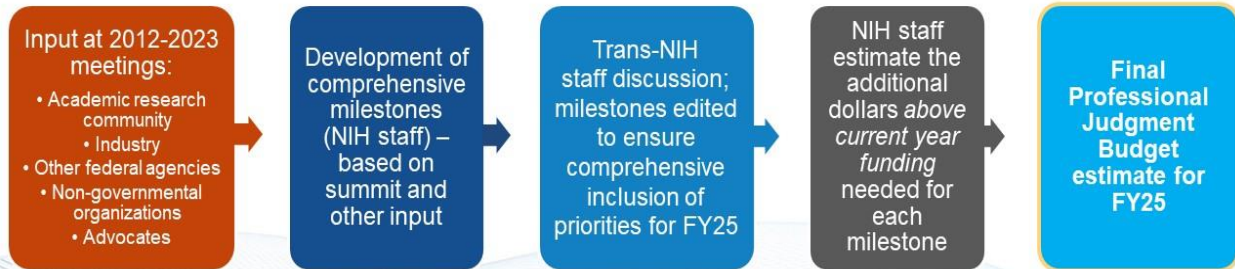 Input at 2012-2023
meetings:
• Academic research
community
• Industry
• Other federal agencies
• Non-governmental
organizations
• Advocates
Development of
comprehensive
milestones
(NIH staff) –
based on
summit and
other input
Trans-NIH
staff discussion;
milestones edited
to ensure
comprehensive
inclusion of
priorities for FY25
NIH staff
estimate the
additional
dollars above
current year
funding
needed for
each
milestone
Final
Professional
Judgment
Budget
estimate for
FY25